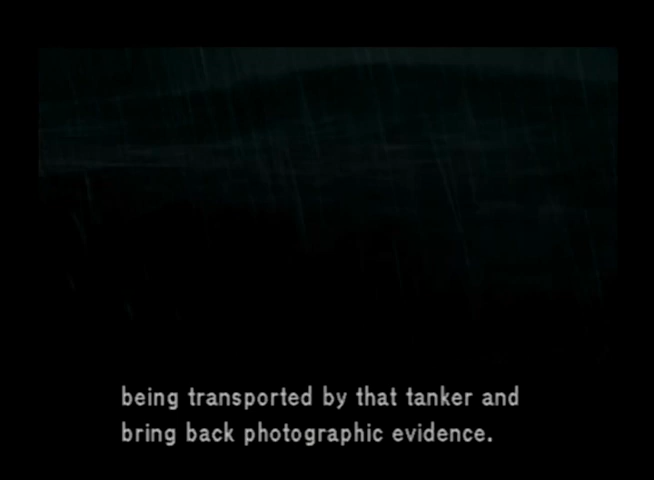 being transported by that tanker and
bring back photographic evidence.